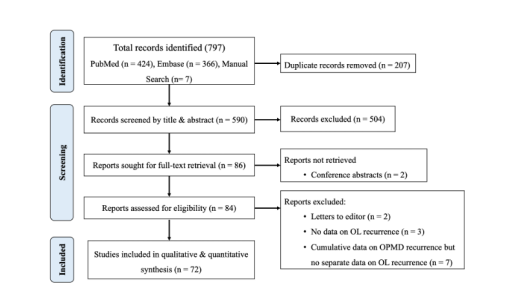 Identification
Total records identified (797)
PubMed (n = 424), Embase (n = 366), Manual
Search (n= 7)
Duplicate records removed (n = 207)
Screening
Records screened by title & abstract (n = 590)
Records excluded (n = 504)
Reports sought for full-text retrieval (n = 86)
Reports not retrieved
• Conference abstracts (n = 2)
Reports assessed for eligibility (n = 84)
Reports excluded:
• Letters to editor (n = 2)
• No data on OL recurrence (n = 3)
• Cumulative data on OPMD recurrence but
no separate data on OL recurrence (n = 7)
Included
Studies included in qualitative & quantitative
synthesis (n = 72)